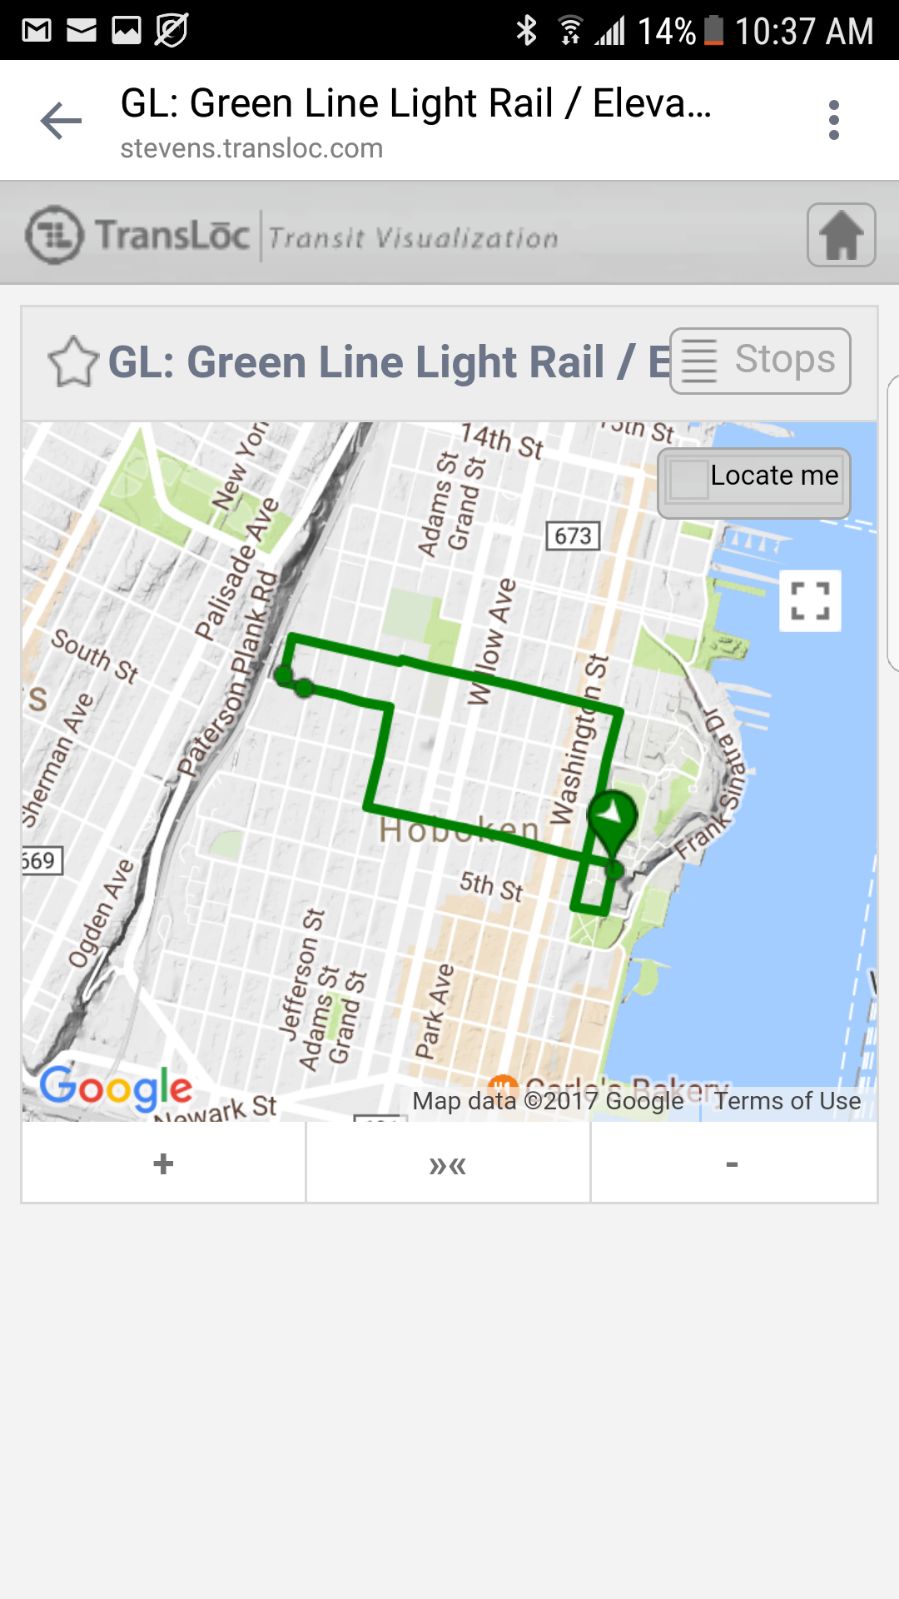 14% 10:37 AM
GL: Green Line Light Rail / Eleva...
stevens.transloc.com
TransLōc Transit Visualization
GL: Green Line Light Rail / E
Stops
14th St
Locate me
New York
Adams St
Grand St
673
Palisade Ave
Paterson Plank Rd
Willow Ave
South St
S
Washington St
Sherman Ave
Frank Sinatra Dr
Hoboken
669
5th St
Ogden Ave
Jefferson St
Adams St
Grand St
Park Ave
Google
Carlo's Bakery
Newark St
Map data ©2017 Google
Terms of Use
+
»«
-